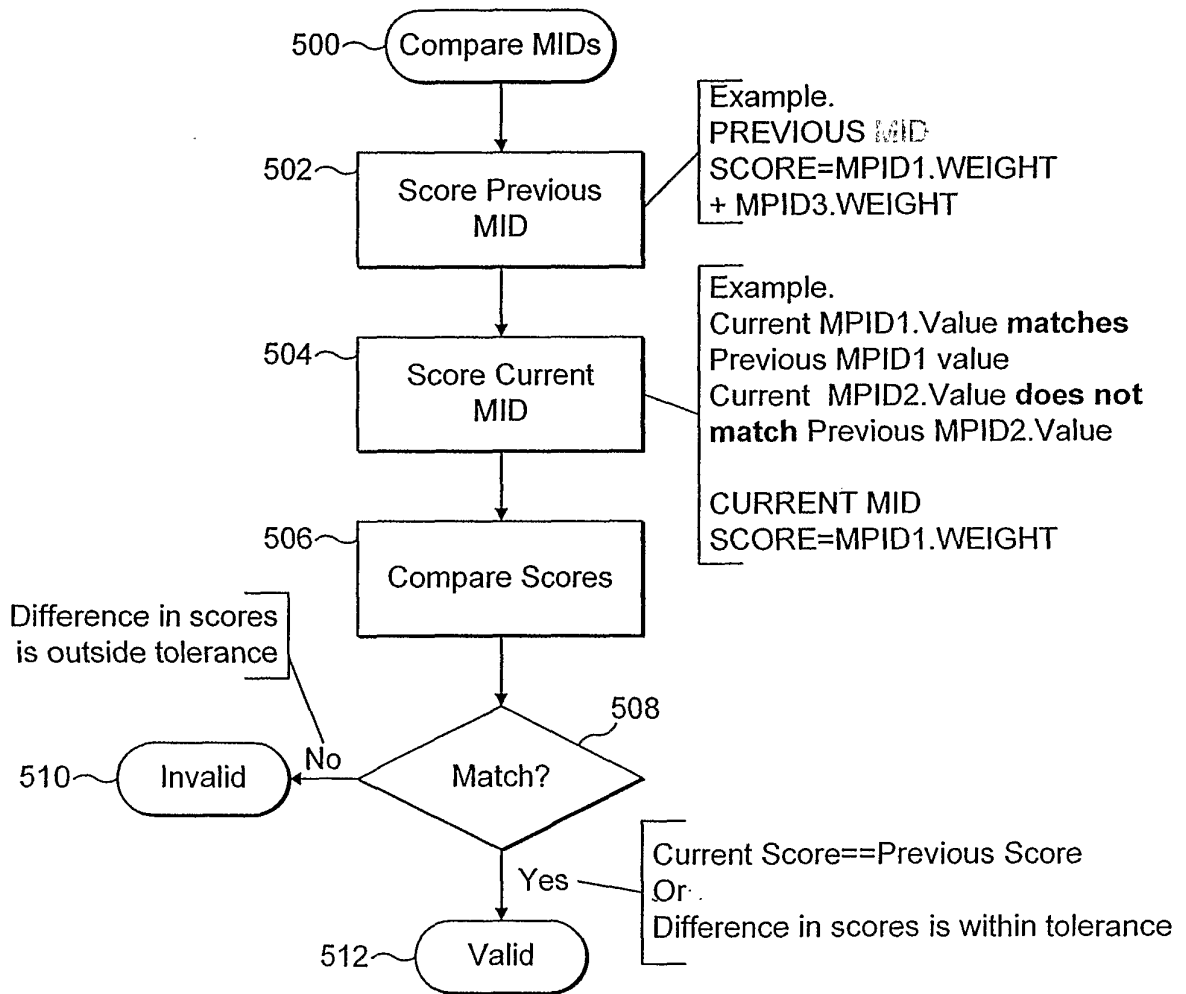 500
Compare MIDs
Example.
PREVIOUS MID
SCORE=MPID1.WEIGHT
+ MPID3.WEIGHT
502
Score Previous
MID
Example.
Current MPID1.Value matches
Previous MPID1 value
Current MPID2.Value does not
match Previous MPID2.Value
CURRENT MID
SCORE=MPID1.WEIGHT
504
Score Current
MID
506
Compare Scores
Difference in scores
is outside tolerance
508
Match?
No
510
Invalid
Yes
Current Score==Previous Score
Or
Difference in scores is within tolerance
512
Valid